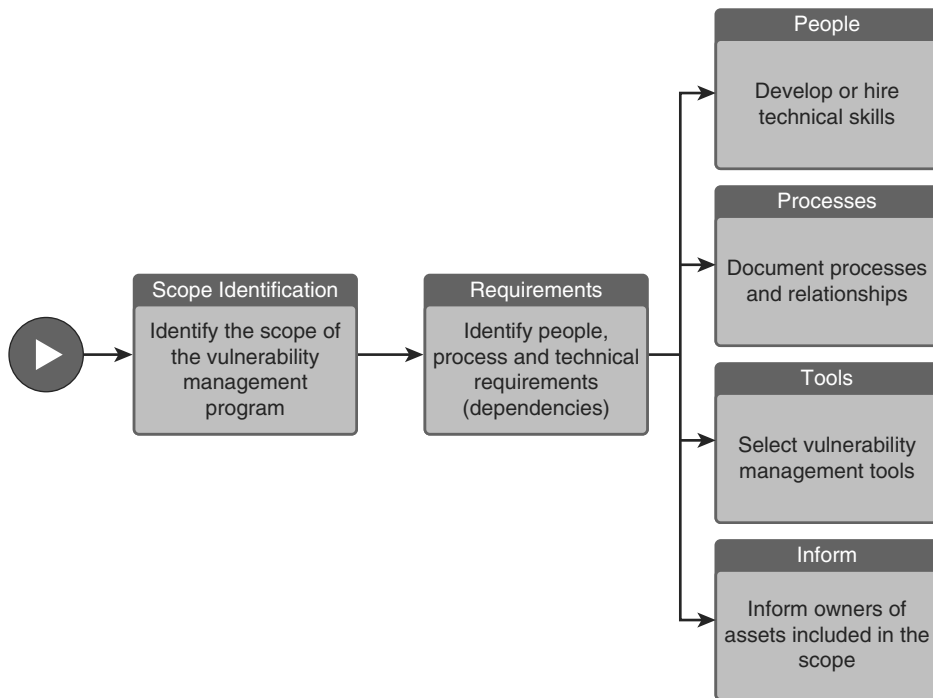 Scope Identification
Identify the scope of
the vulnerability
management
program
Requirements
Identify people,
process and technical
requirements
(dependencies)
People
Develop or hire
technical skills
Processes
Document processes
and relationships
Tools
Select vulnerability
management tools
Inform
Inform owners of
assets included in the
scope